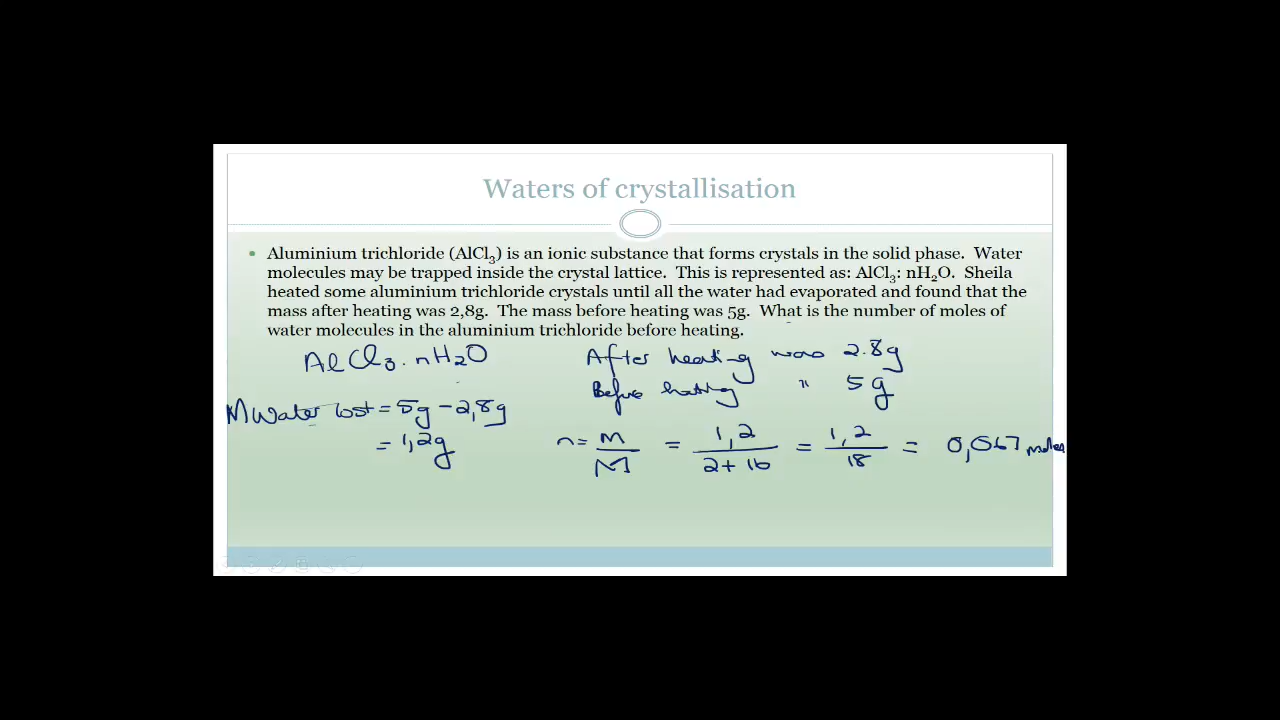 Waters of crystallisation
• Aluminium trichloride (AlCl₃) is an ionic substance that forms crystals in the solid phase. Water
molecules may be trapped inside the crystal lattice. This is represented as: AlCl₃: nH₂O. Sheila
heated some aluminium trichloride crystals until all the water had evaporated and found that the
mass after heating was 2,8g. The mass before heating was 5g. What is the number of moles of
water molecules in the aluminium trichloride before heating.
AlCl₃. nH₂O
After heating was 2.8g
Before heating " 5g
M water lost = 5g - 2,8g
= 1,2g
n = m/M = 1,2/2+16 = 1,2/18 = 0,067 moles